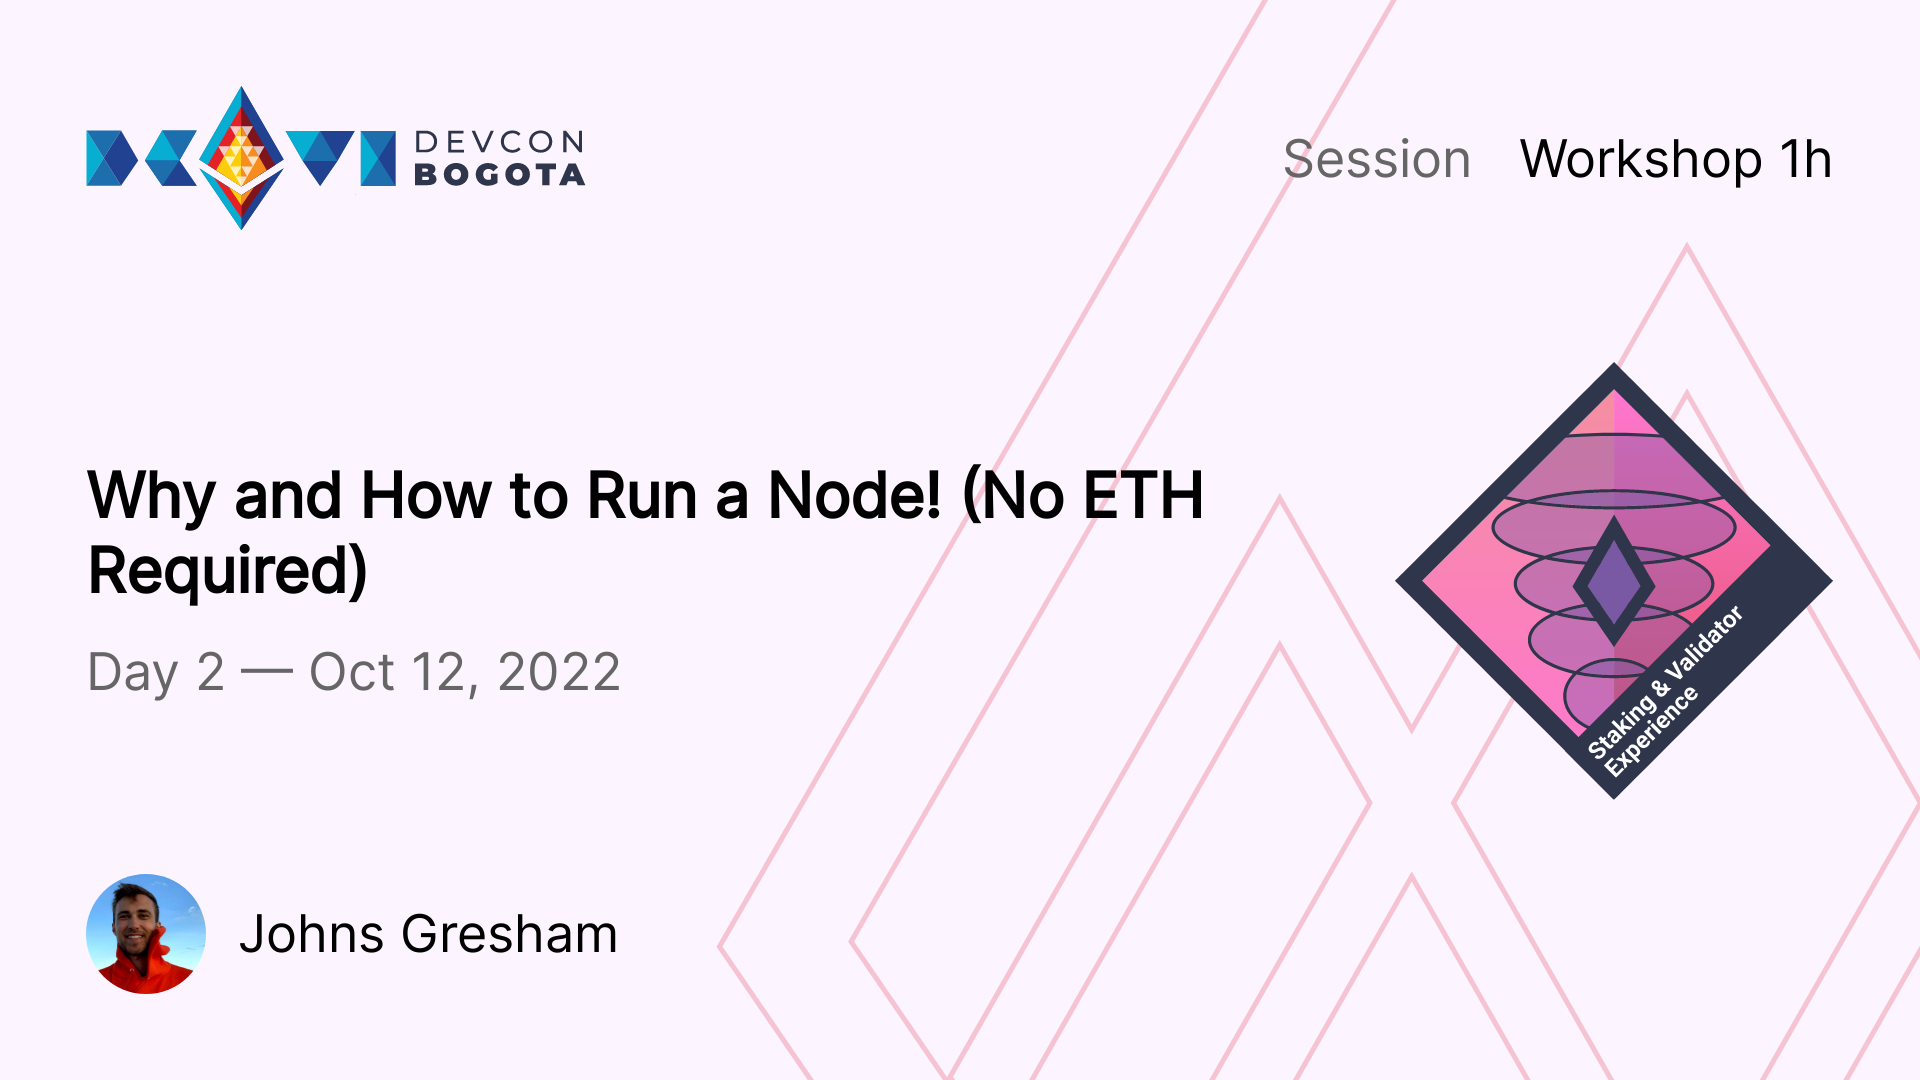 DEVCON
BOGOTA
Session Workshop 1h
Why and How to Run a Node! (No ETH
Required)
Day 2 — Oct 12, 2022
Staking & Validator
Experience
Johns Gresham